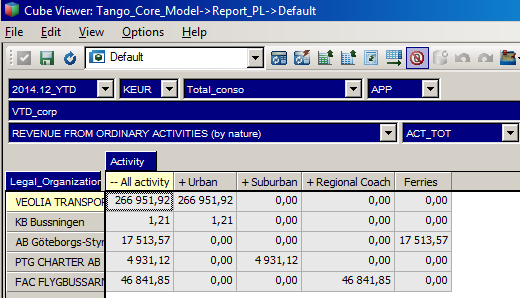 Cube Viewer: Tango_Core_Model->Report_PL->Default
File Edit View Options Help
Default
2014.12_YTD KEUR Total_conso APP
VTD_corp
REVENUE FROM ORDINARY ACTIVITIES (by nature) ACT_TOT
Activity
Legal_Organization -- All activity + Urban + Suburban + Regional Coach Ferries
VEOLIA TRANSPOR 266 951,92 266 951,92 0,00 0,00 0,00
KB Bussningen 1,21 1,21 0,00 0,00 0,00
AB Göteborgs-Styr 17 513,57 0,00 0,00 0,00 17 513,57
PTG CHARTER AB 4 931,12 0,00 4 931,12 0,00 0,00
FAC FLYGBUSSARN 46 841,85 0,00 0,00 46 841,85 0,00